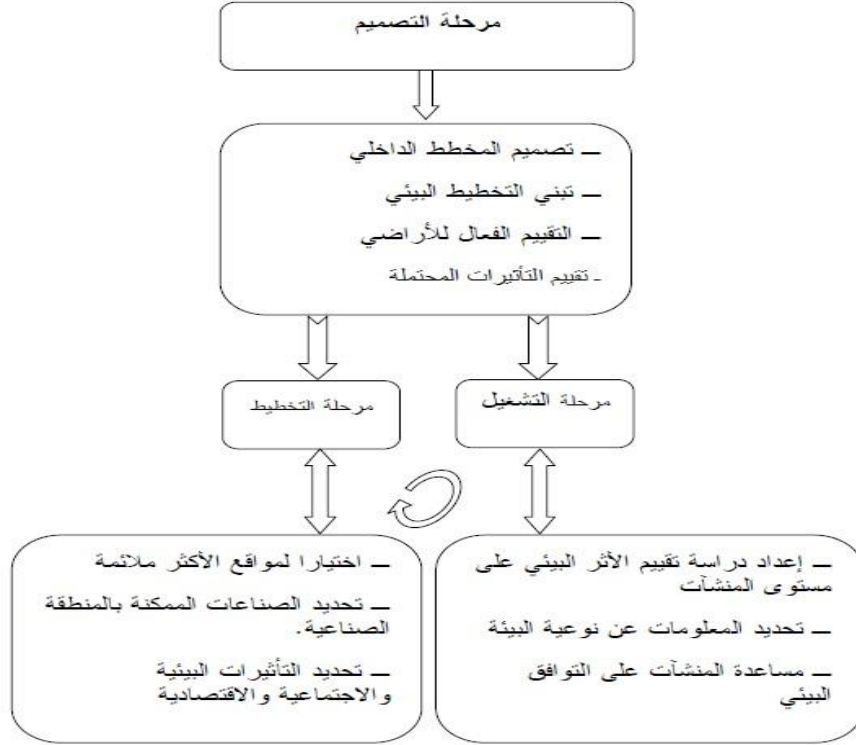 مرحلة التصميم
ـ تصميم المخطط الداخلي
ـ تبني التخطيط البيئي
ـ التقييم الفعال للأراضي
- تقييم التأثيرات المحتملة
مرحلة التشغيل
مرحلة التخطيط
ـ إعداد دراسة تقييم الأثر البيئي على
مستوى المنشآت
ـ تحديد المعلومات عن نوعية البيئة
ـ مساعدة المنشآت على التوافق
البيئي
ـ اختيارا لمواقع الأكثر ملائمة
ـ تحديد الصناعات الممكنة بالمنطقة
الصناعية.
ـ تحديد التأثيرات البيئية
والاجتماعية والاقتصادية